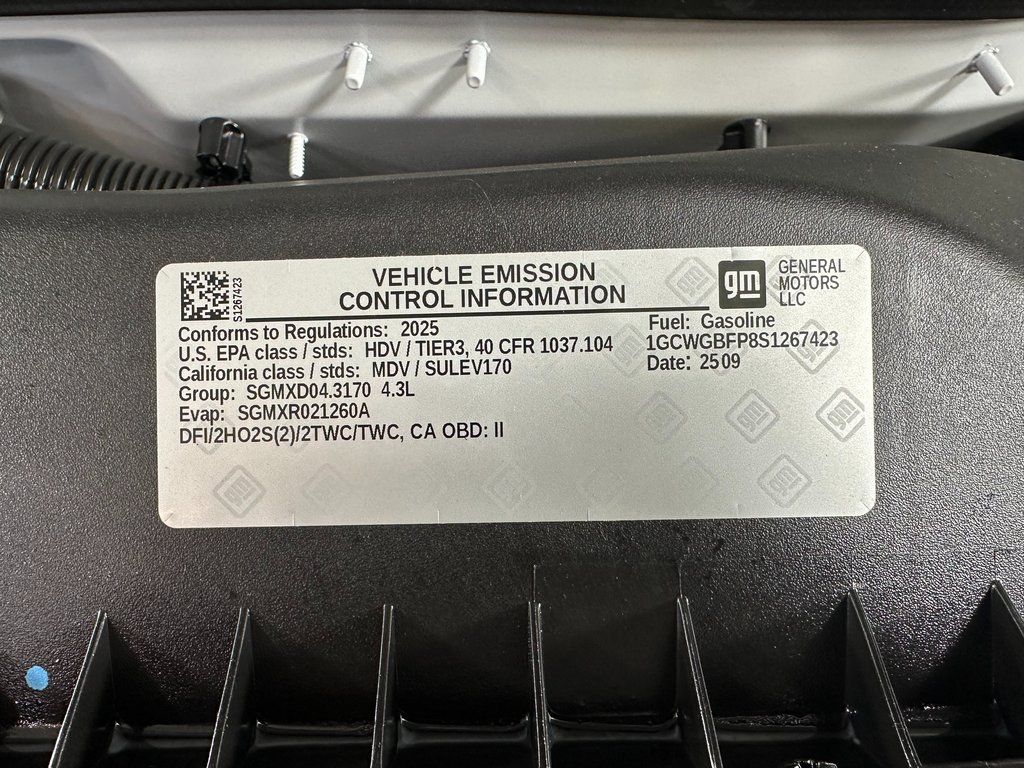 S1267423
VEHICLE EMISSION
CONTROL INFORMATION
gm
GENERAL
MOTORS
LLC
Conforms to Regulations: 2025
U.S. EPA class / stds: HDV / TIER3, 40 CFR 1037.104
California class / stds: MDV / SULEV170
Group: SGMXD04.3170 4.3L
Evap: SGMXR021260A
DFI/2HO2S(2)/2TWC/TWC, CA OBD: II
Fuel: Gasoline
1GCWGBFP8S1267423
Date: 2509